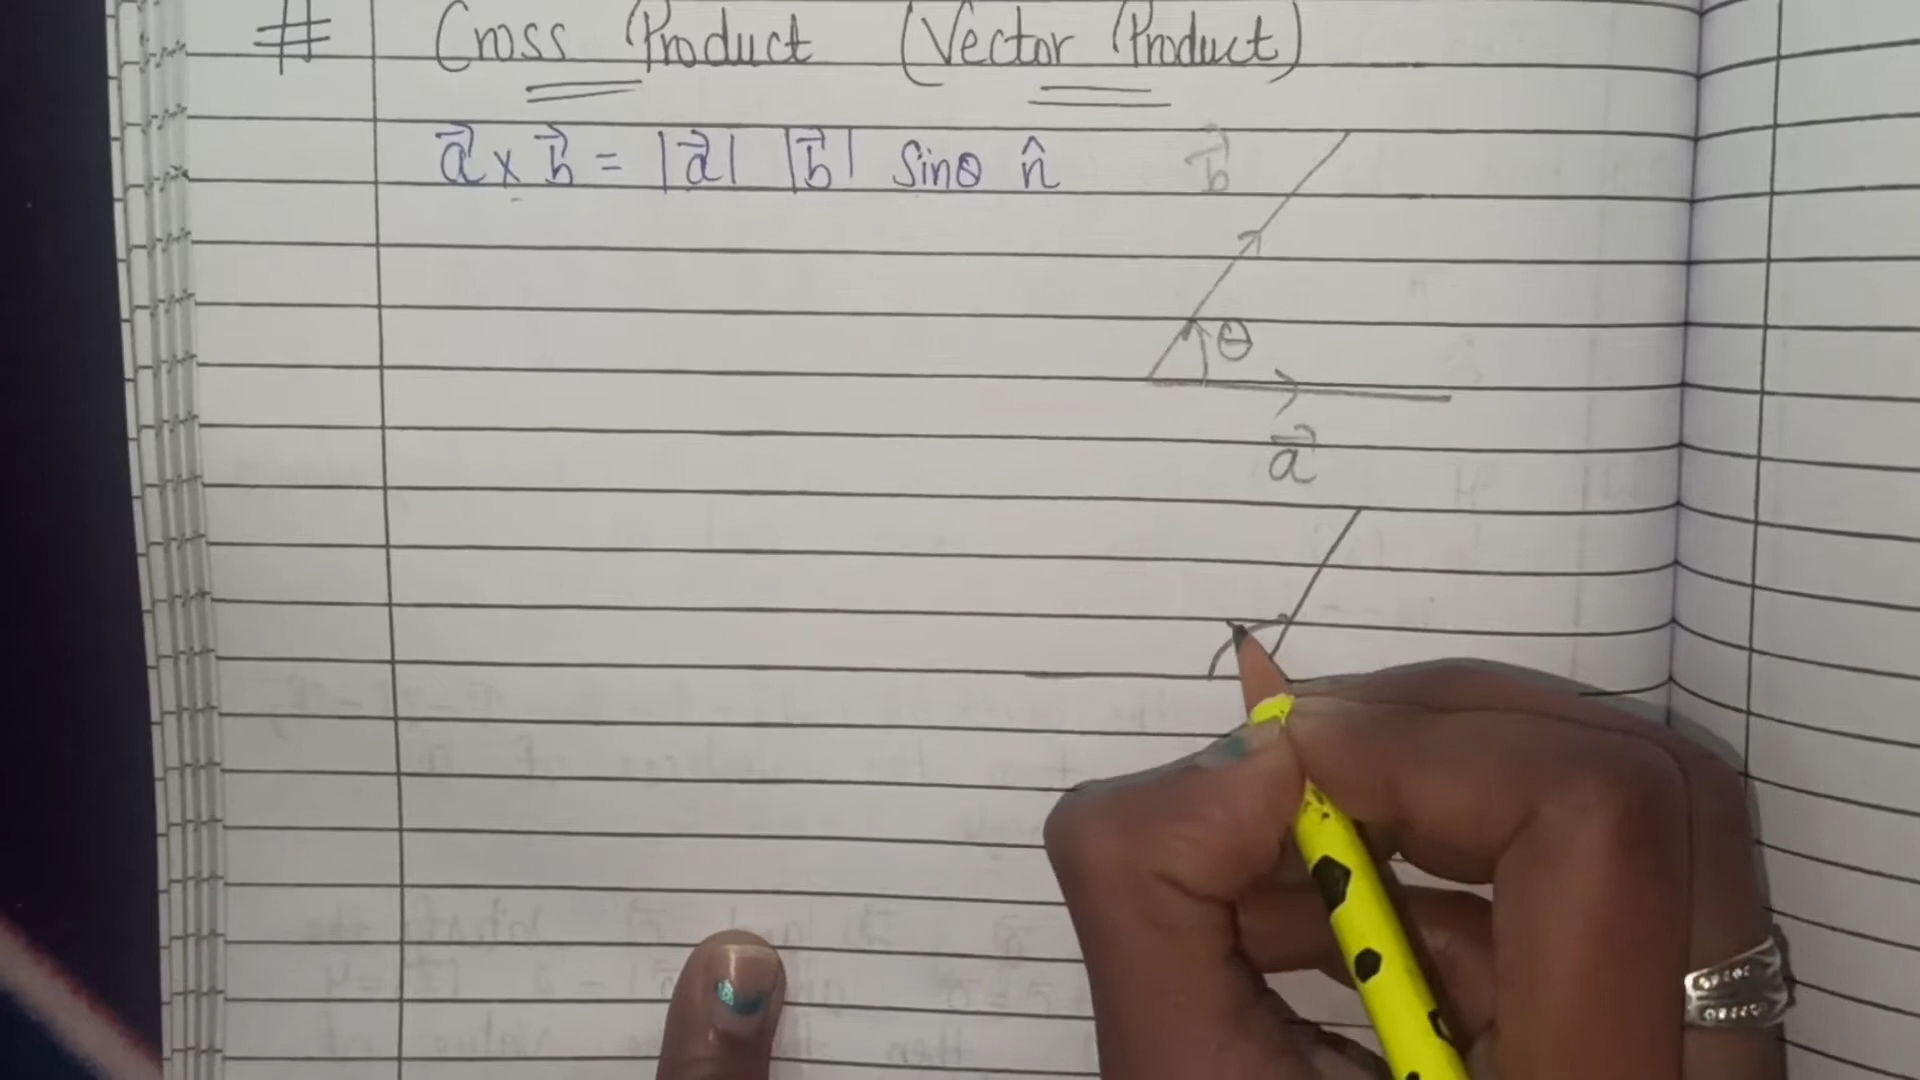 # Cross Product (Vector Product)
a⃗ × b⃗ = |a⃗| |b⃗| Sinθ n̂
b⃗
θ
a⃗